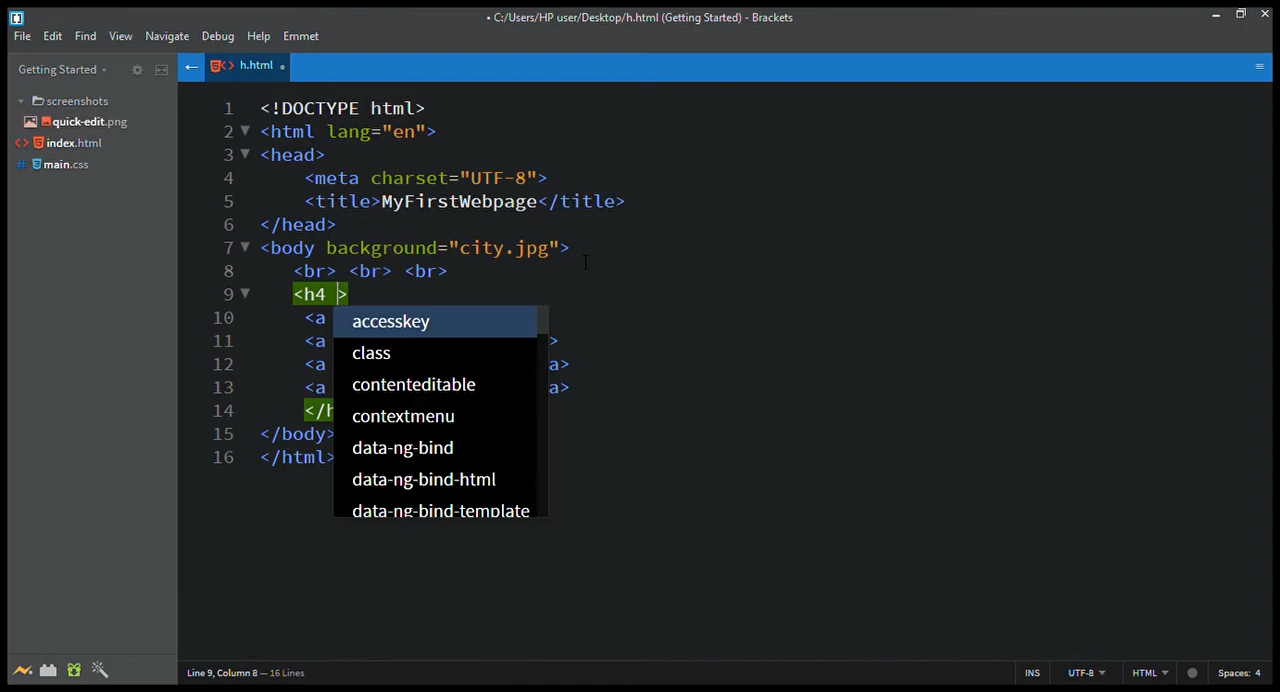 • C:/Users/HP user/Desktop/h.html (Getting Started) - Brackets
File Edit Find View Navigate Debug Help Emmet
Getting Started
h.html
screenshots
quick-edit.png
index.html
main.css
1 <!DOCTYPE html>
2 <html lang="en">
3 <head>
4 <meta charset="UTF-8">
5 <title>MyFirstWebpage</title>
6 </head>
7 <body background="city.jpg">
8 <br> <br> <br>
9 <h4 >
10 <a
11 <a >
12 <a a>
13 <a a>
14 </h
15 </body>
16 </html>
accesskey
class
contenteditable
contextmenu
data-ng-bind
data-ng-bind-html
data-ng-bind-template
Line 9, Column 8 — 16 Lines
INS UTF-8 HTML Spaces: 4